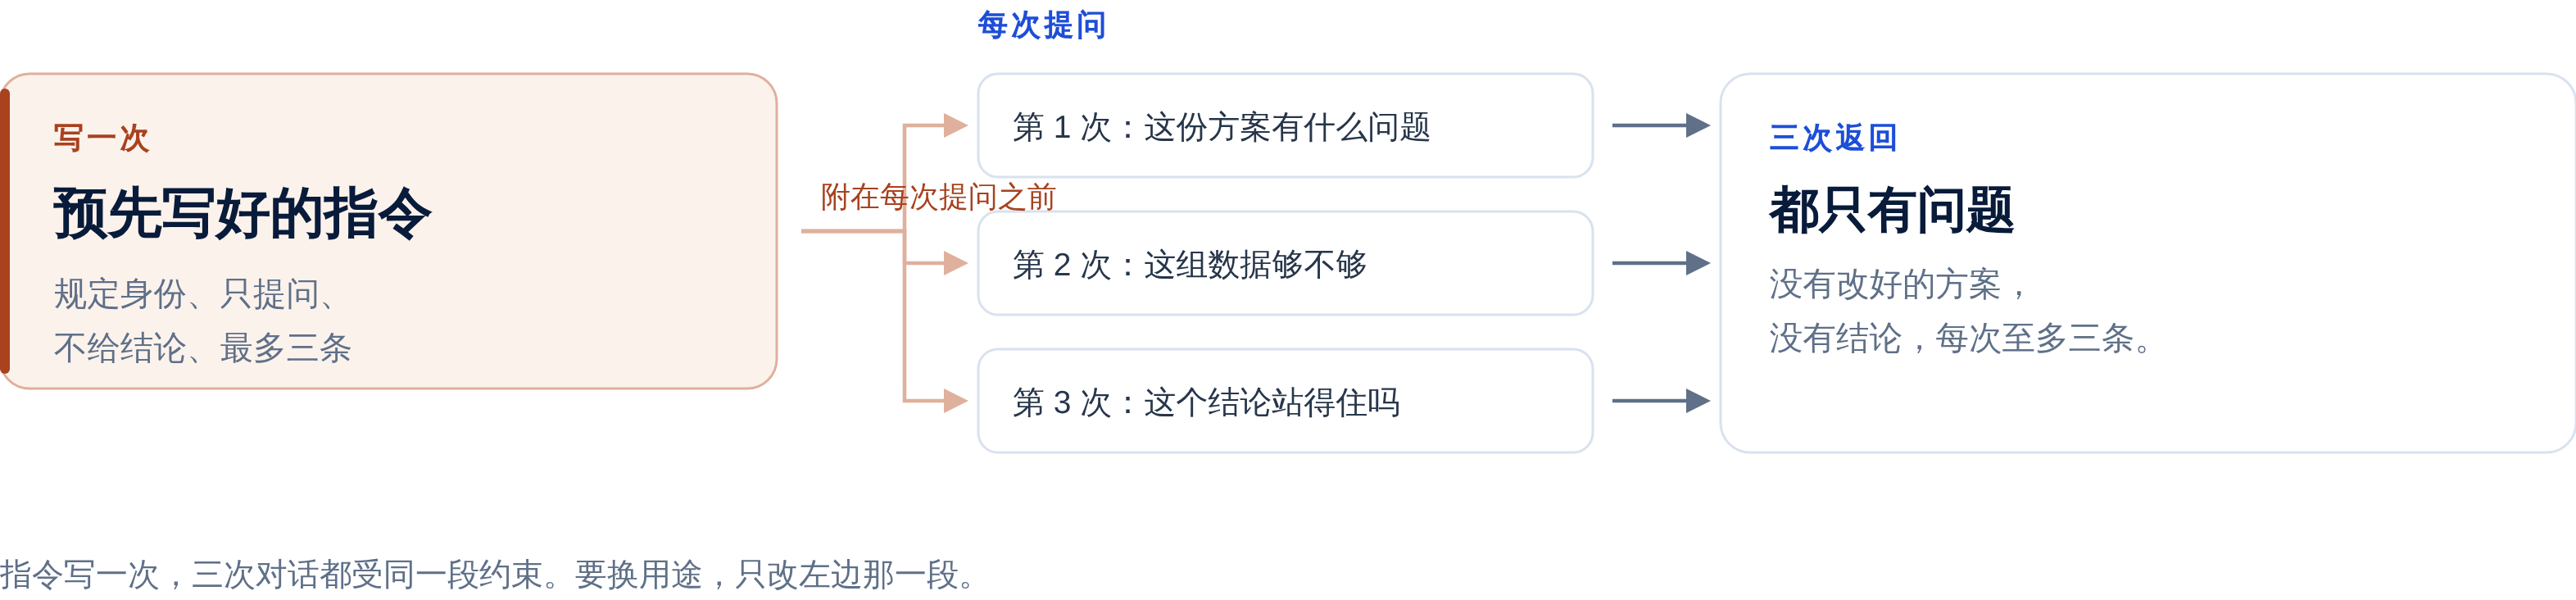 每次提问
写一次
预先写好的指令
规定身份、只提问、
不给结论、最多三条
附在每次提问之前
第 1 次：这份方案有什么问题
第 2 次：这组数据够不够
第 3 次：这个结论站得住吗
三次返回
都只有问题
没有改好的方案，
没有结论，每次至多三条。
指令写一次，三次对话都受同一段约束。要换用途，只改左边那一段。